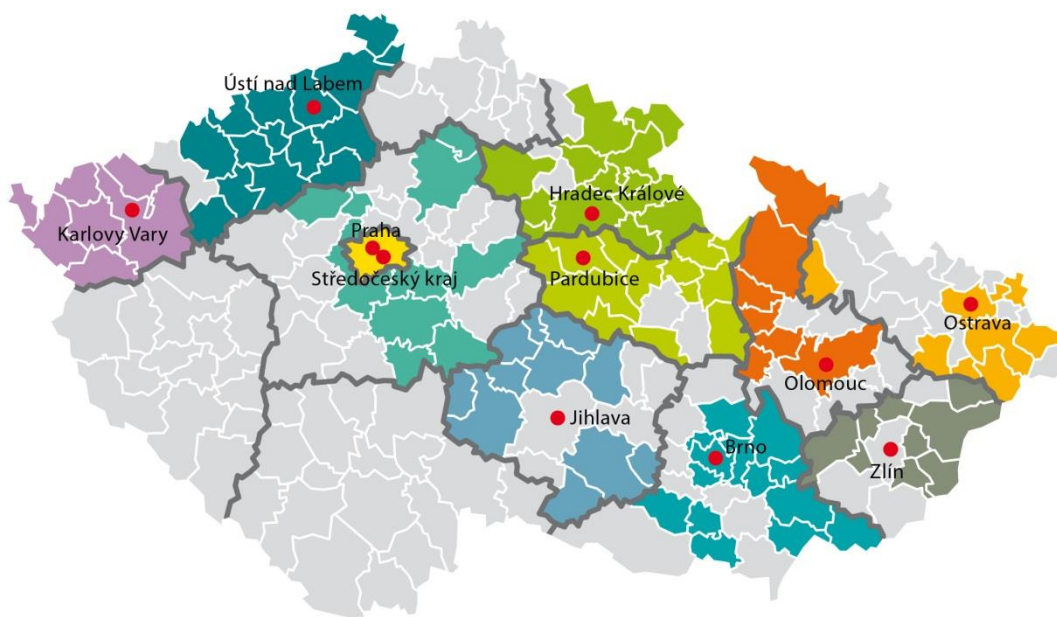 Ústí nad Labem
Karlovy Vary
Praha
Středočeský kraj
Hradec Králové
Pardubice
Ostrava
Olomouc
Jihlava
Brno
Zlín